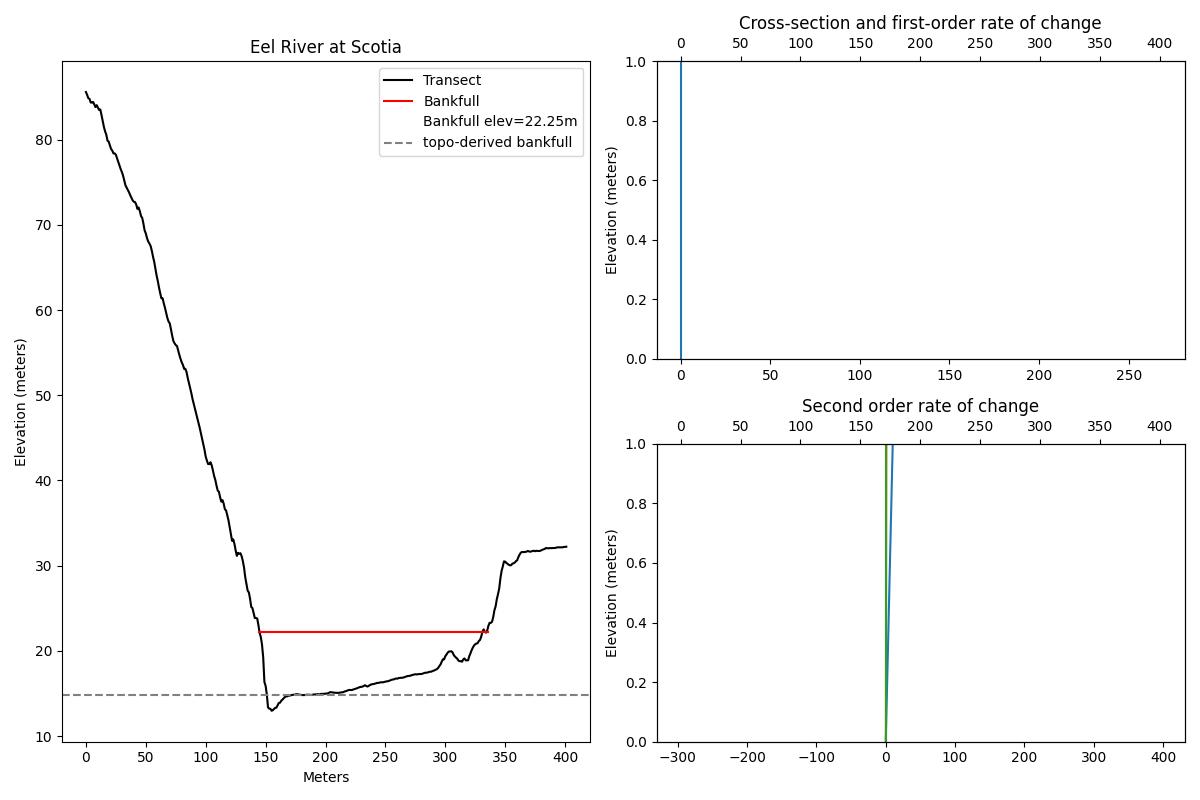 Eel River at Scotia
Transect
Bankfull
Bankfull elev=22.25m
topo-derived bankfull
Elevation (meters)
80
70
60
50
40
30
20
10
0 50 100 150 200 250 300 350 400
Meters
Cross-section and first-order rate of change
0 50 100 150 200 250 300 350 400
Elevation (meters)
1.0
0.8
0.6
0.4
0.2
0.0
0 50 100 150 200 250
Second order rate of change
0 50 100 150 200 250 300 350 400
Elevation (meters)
1.0
0.8
0.6
0.4
0.2
0.0
−300 −200 −100 0 100 200 300 400